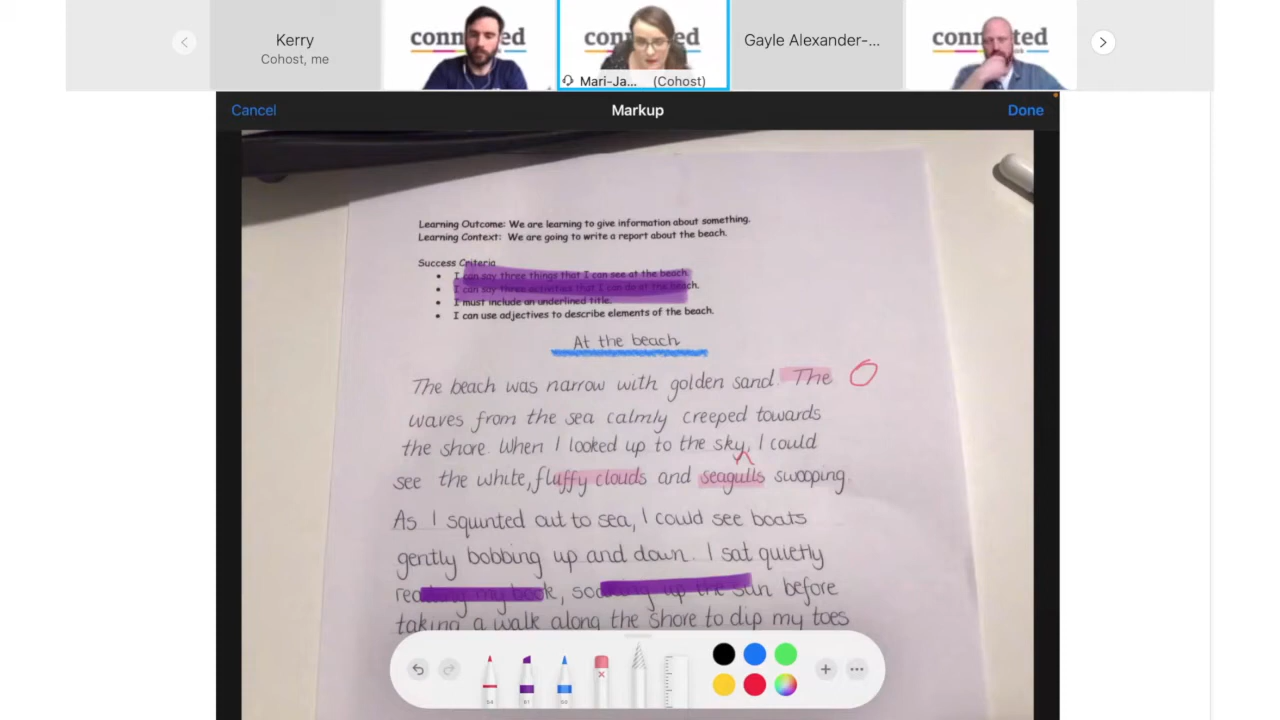 Kerry
Cohost, me
connected
Mari-Ja... (Cohost)
connected
Gayle Alexander-...
connected
Cancel
Markup
Done
Learning Outcome: We are learning to give information about something.
Learning Context: We are going to write a report about the beach.
Success Criteria
• I can say three things that I can see at the beach.
• I can say three activities that I can do at the beach.
• I must include an underlined title.
• I can use adjectives to describe elements of the beach.
At the beach
The beach was narrow with golden sand. The
waves from the sea calmly creeped towards
the shore. When I looked up to the sky, I could
see the white, fluffy clouds and seagulls swooping.
As I squinted out to sea, I could see boats
gently bobbing up and down. I sat quietly
reading my book, soaking up the sun before
taking a walk along the shore to dip my toes